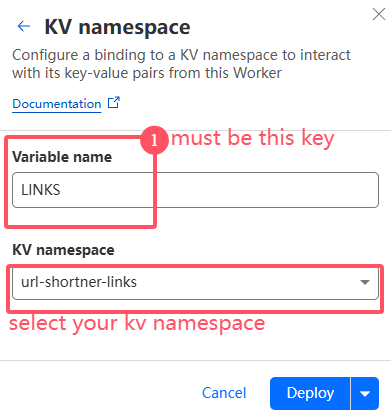 KV namespace
Configure a binding to a KV namespace to interact
with its key-value pairs from this Worker
Documentation
1 must be this key
Variable name
LINKS
KV namespace
url-shortner-links
select your kv namespace
Cancel
Deploy